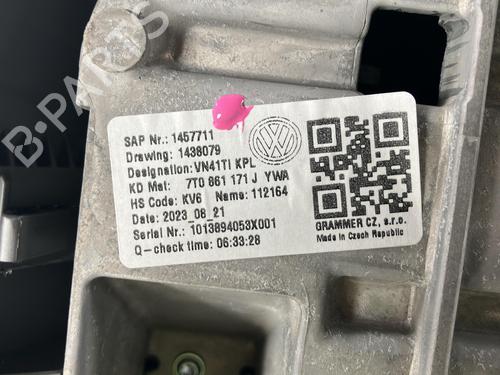 SAP Nr.: 1457711
Drawing: 1438079
Designation: VN41TI KPL
KD Mat: 7T0 861 171 J YWA
HS Code: KV6 Name: 112164
Date: 2023_08_21
Serial Nr.: 1013894053X001
Q-check time: 06:33:28
GRAMMER CZ, s.r.o.
Made in Czech Republic
B-PARTS